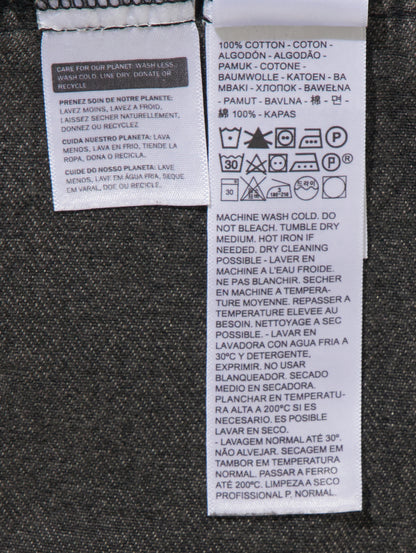 CARE FOR OUR PLANET: WASH LESS,
WASH COLD, LINE DRY, DONATE OR
RECYCLE
PRENEZ SOIN DE NOTRE PLANETE:
LAVEZ MOINS, LAVEZ A FROID,
LAISSEZ SECHER NATURELLEMENT,
DONNEZ OU RECYCLEZ
CUIDA NUESTRO PLANETA: LAVA
MENOS, LAVA EN FRIO, TIENDE LA
ROPA, DONA O RICICLA.
CUIDE DO NOSSO PLANETA: LAVE
MENOS, LAVE EM ÁGUA FRIA, SEQUE
EM VARAL, DOE OU RECICLE.
100% COTTON - COTON -
ALGODÓN - ALGODÃO -
PAMUK - COTONE -
BAUMWOLLE - KATOEN - BA
MBAKI - ХЛОПОК - BAWEŁNA
- PAMUT - BAVLNA - 棉 - 면 -
綿 100% - KAPAS
P
30 P ®
30 180-210
MACHINE WASH COLD. DO
NOT BLEACH. TUMBLE DRY
MEDIUM. HOT IRON IF
NEEDED. DRY CLEANING
POSSIBLE - LAVER EN
MACHINE A L'EAU FROIDE.
NE PAS BLANCHIR. SECHER
EN MACHINE A TEMPERA-
TURE MOYENNE. REPASSER A
TEMPERATURE ELEVEE AU
BESOIN. NETTOYAGE A SEC
POSSIBLE. - LAVAR EN
LAVADORA CON AGUA FRIA A
30ºC Y DETERGENTE,
EXPRIMIR. NO USAR
BLANQUEADOR. SECADO
MEDIO EN SECADORA.
PLANCHAR EN TEMPERATU-
RA ALTA A 200ºC SI ES
NECESARIO. ES POSIBLE
LAVAR EN SECO.
- LAVAGEM NORMAL ATÉ 30º.
NÃO ALVEJAR. SECAGEM EM
TAMBOR EM TEMPERATURA
NORMAL. PASSAR A FERRO
ATÉ 200ºC. LIMPEZA A SECO
PROFISSIONAL P. NORMAL.